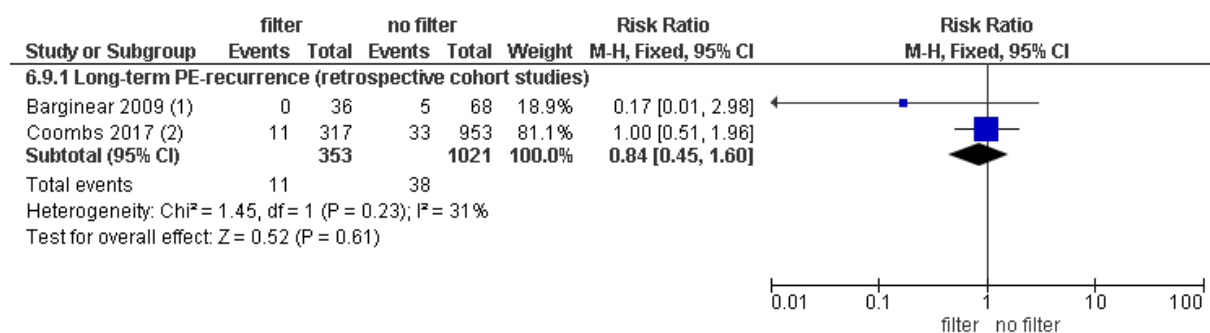 filter no filter Risk Ratio Risk Ratio
Study or Subgroup Events Total Events Total Weight M-H, Fixed, 95% CI M-H, Fixed, 95% CI
6.9.1 Long-term PE-recurrence (retrospective cohort studies)
Barginear 2009 (1) 0 36 5 68 18.9% 0.17 [0.01, 2.98]
Coombs 2017 (2) 11 317 33 953 81.1% 1.00 [0.51, 1.96]
Subtotal (95% CI) 353 1021 100.0% 0.84 [0.45, 1.60]
Total events 11 38
Heterogeneity: Chi² = 1.45, df = 1 (P = 0.23); I² = 31%
Test for overall effect: Z = 0.52 (P = 0.61)
0.01 0.1 1 10 100
filter no filter